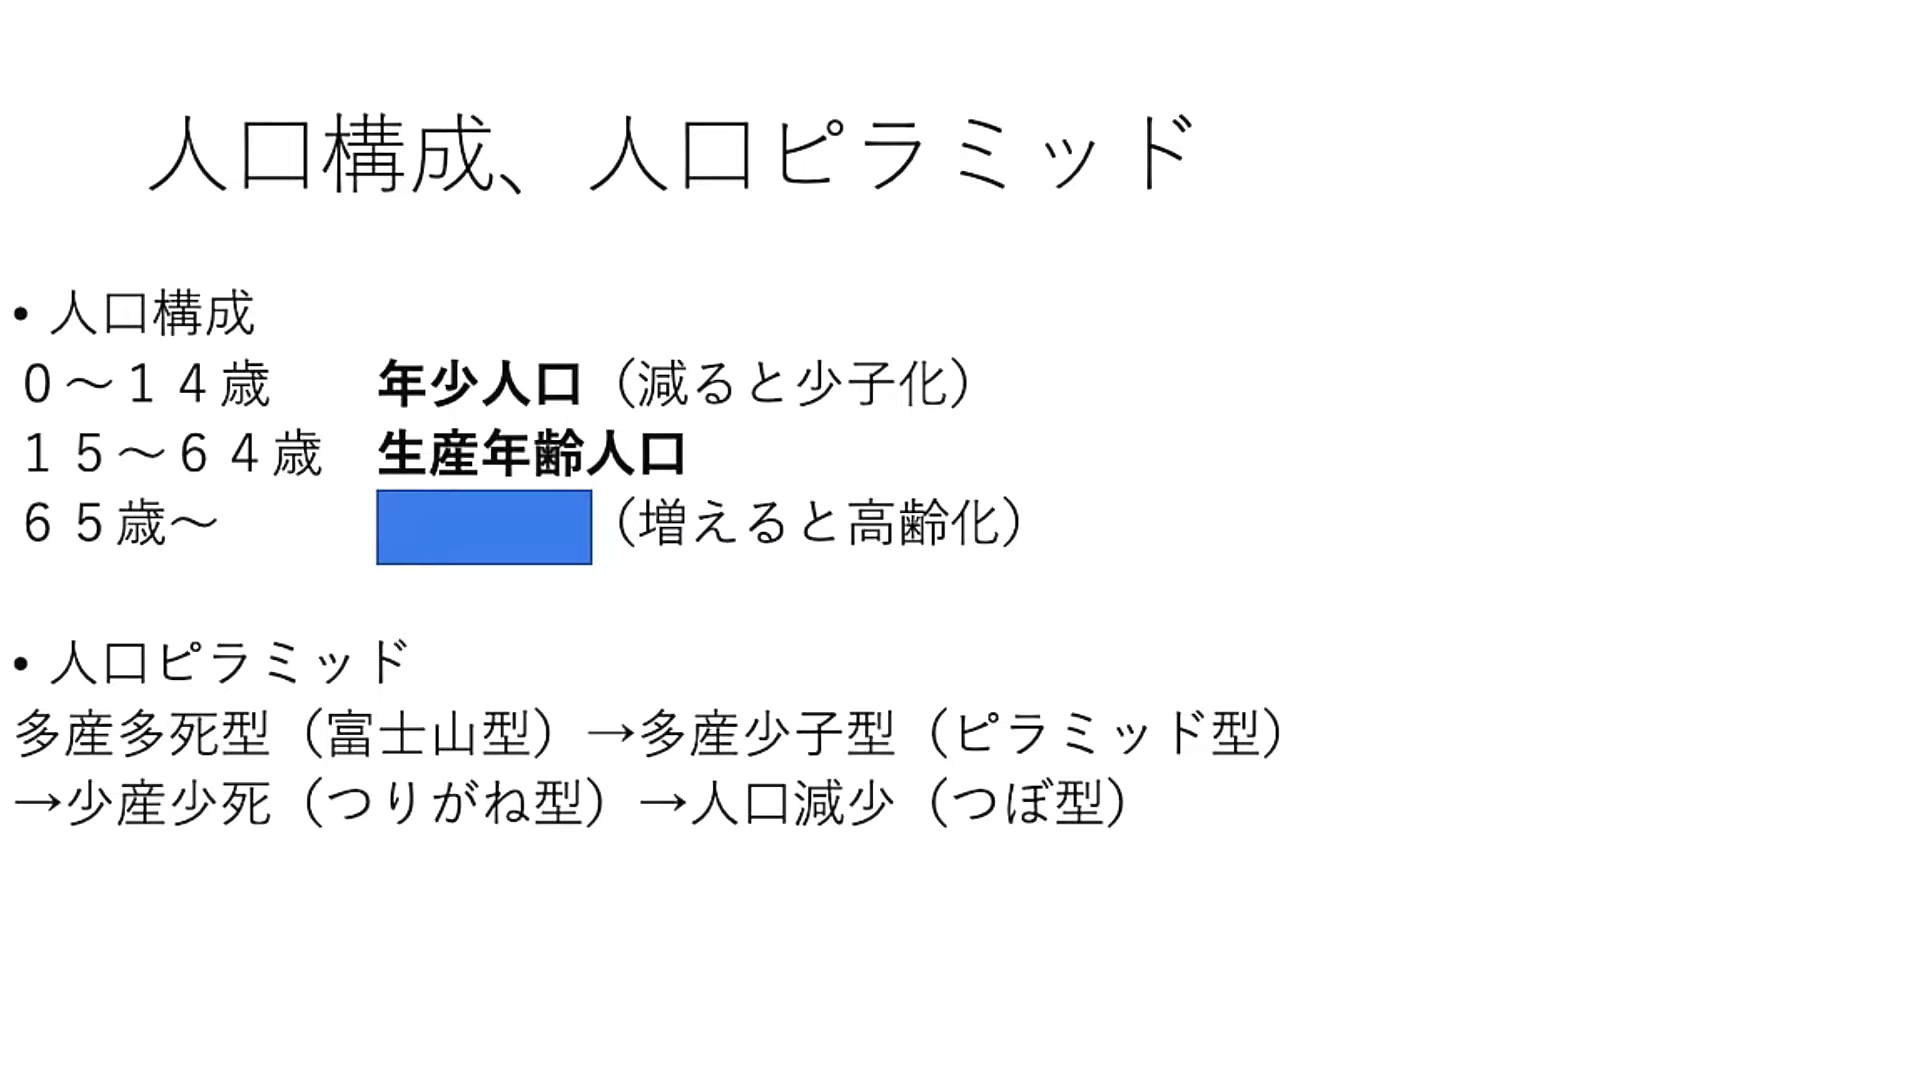 人口構成、人口ピラミッド
• 人口構成
０～１４歳　　年少人口（減ると少子化）
１５～６４歳　生産年齢人口
６５歳～　　　（増えると高齢化）
• 人口ピラミッド
多産多死型（富士山型）→多産少子型（ピラミッド型）
→少産少死（つりがね型）→人口減少（つぼ型）